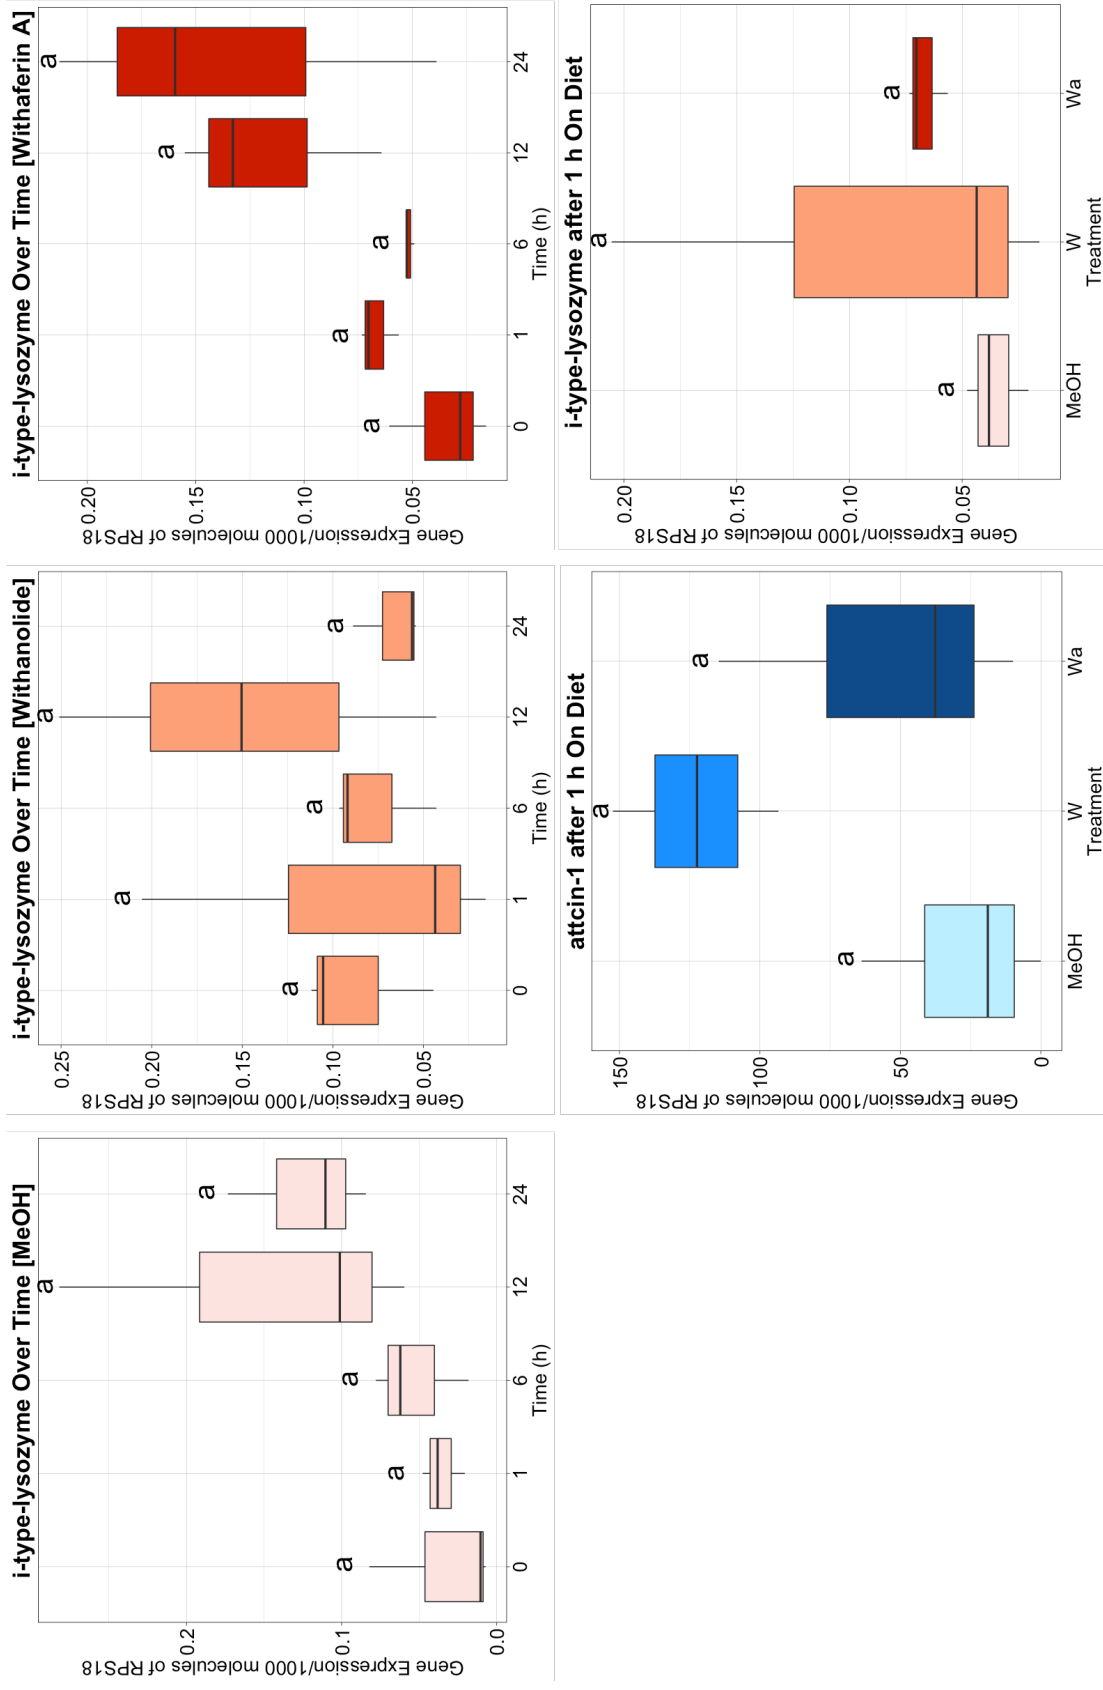 i-type-lysozyme Over Time [MeOH]
Gene Expression/1000 molecules of RPS18
0.2
0.1
0.0
a
a
a
a
a
0 1 6 12 24
Time (h)
i-type-lysozyme Over Time [Withanolide]
Gene Expression/1000 molecules of RPS18
0.25
0.20
0.15
0.10
0.05
a
a
a
a
a
0 1 6 12 24
Time (h)
i-type-lysozyme Over Time [Withaferin A]
Gene Expression/1000 molecules of RPS18
0.20
0.15
0.10
0.05
a
a
a
a
a
0 1 6 12 24
Time (h)
attcin-1 after 1 h On Diet
Gene Expression/1000 molecules of RPS18
150
100
50
0
a
a
a
MeOH W Wa
Treatment
i-type-lysozyme after 1 h On Diet
Gene Expression/1000 molecules of RPS18
0.20
0.15
0.10
0.05
a
a
a
MeOH W Wa
Treatment